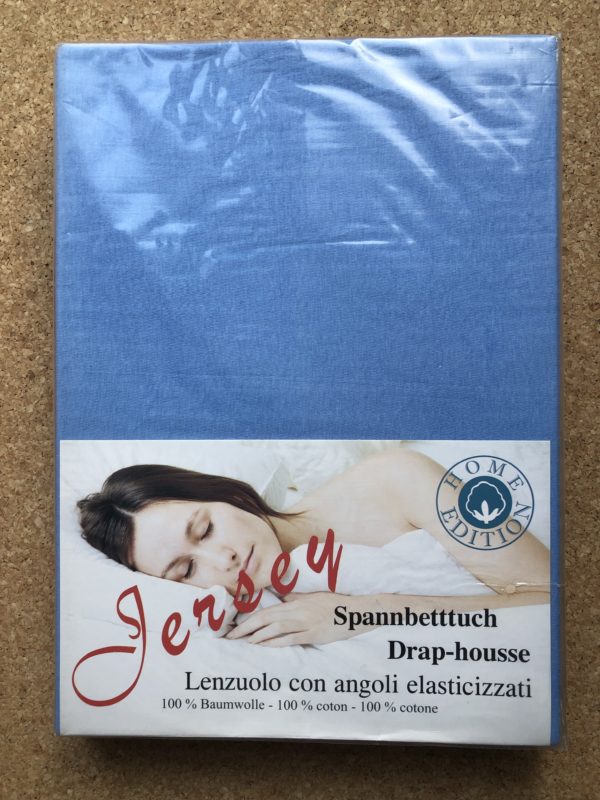 HOME
EDITION
Jersey
Spannbetttuch
Drap-housse
Lenzuolo con angoli elasticizzati
100 % Baumwolle - 100 % coton - 100 % cotone